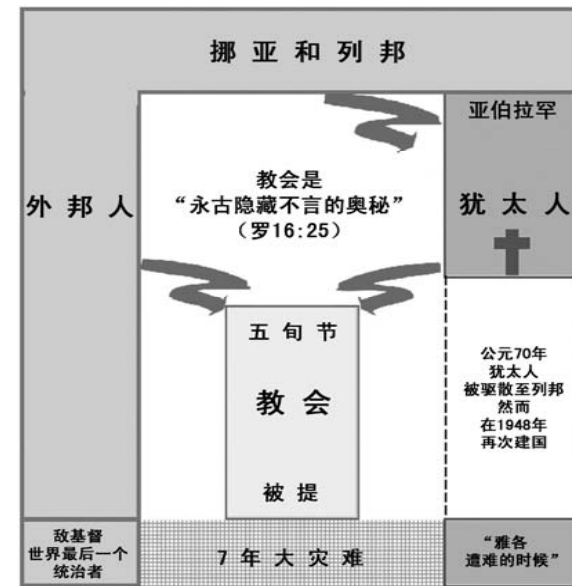 挪亚和列邦
亚伯拉罕
教会是
“永古隐藏不言的奥秘”
（罗16:25）
外邦人
犹太人
五旬节
教会
被提
公元70年
犹太人
被驱散至列邦
然而
在1948年
再次建国
敌基督
世界最后一个
统治者
7年大灾难
“雅各
遭难的时候”